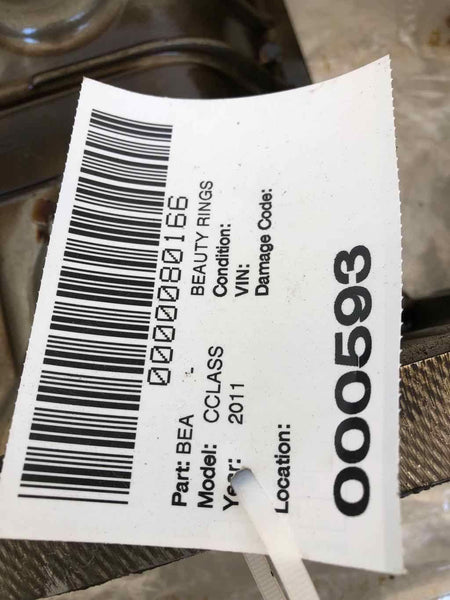 0000080166
Part: BEA - BEAUTY RINGS
Model: CCLASS Condition:
Year: 2011 VIN:
Damage Code:
Location:
000593